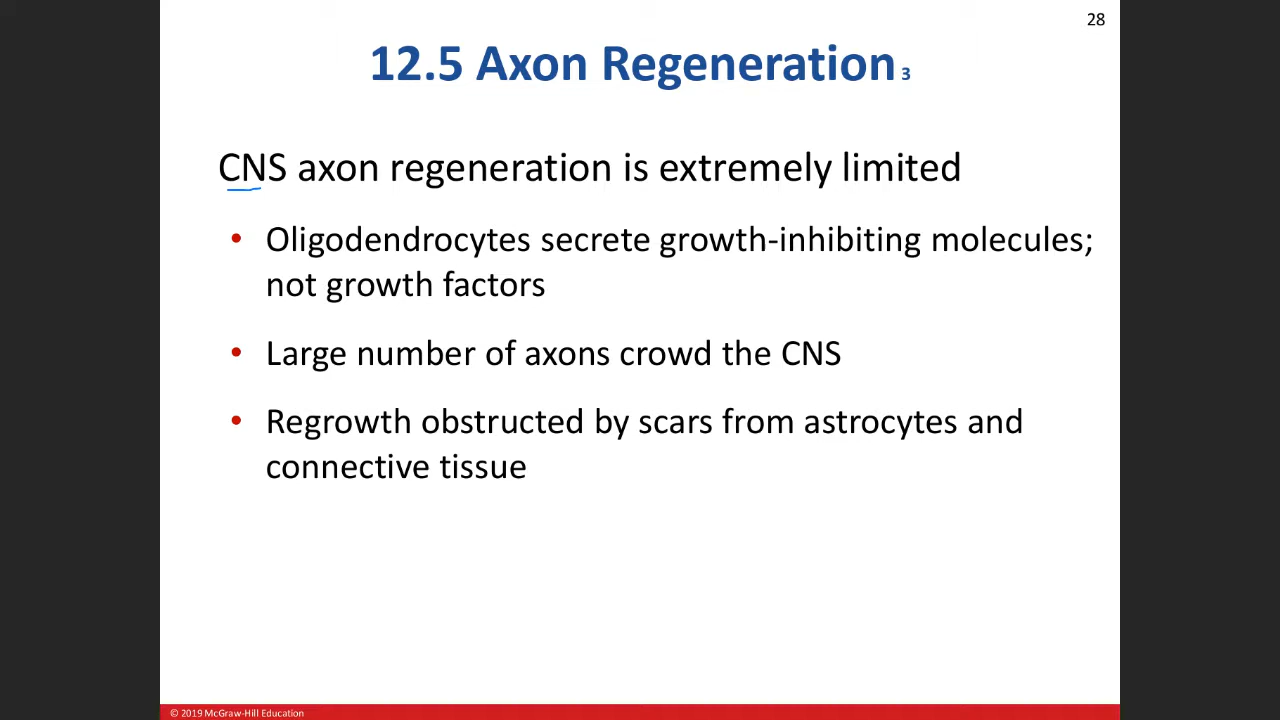 28
12.5 Axon Regeneration 3
CNS axon regeneration is extremely limited
• Oligodendrocytes secrete growth-inhibiting molecules;
not growth factors
• Large number of axons crowd the CNS
• Regrowth obstructed by scars from astrocytes and
connective tissue
© 2019 McGraw-Hill Education